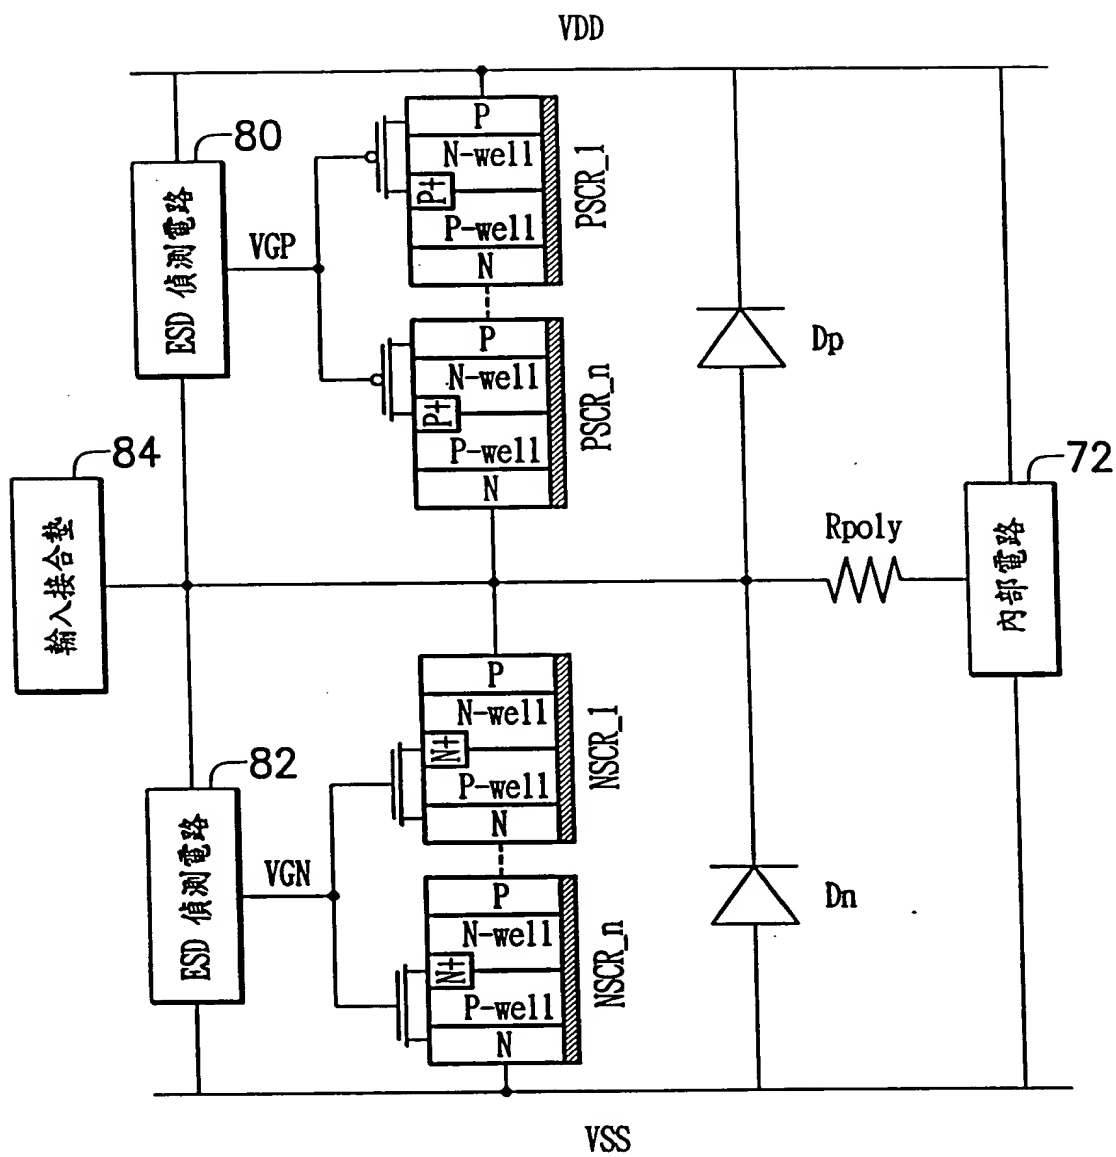 VDD
80
ESD 偵測電路
VGP
P
N-well
P+
P-well
N
PSCR_1
P
N-well
P+
P-well
N
PSCR_n
Dp
84
輸入接合墊
Rpoly
72
內部電路
P
N-well
N+
P-well
N
NSCR_1
82
ESD 偵測電路
VGN
P
N-well
N+
P-well
N
NSCR_n
Dn
VSS